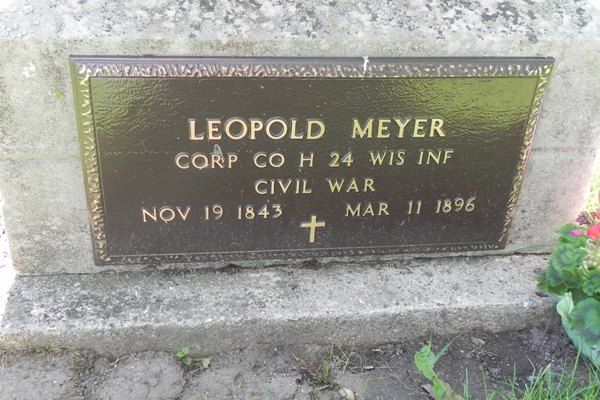 LEOPOLD MEYER
CORP CO H 24 WIS INF
CIVIL WAR
NOV 19 1843 MAR 11 1896